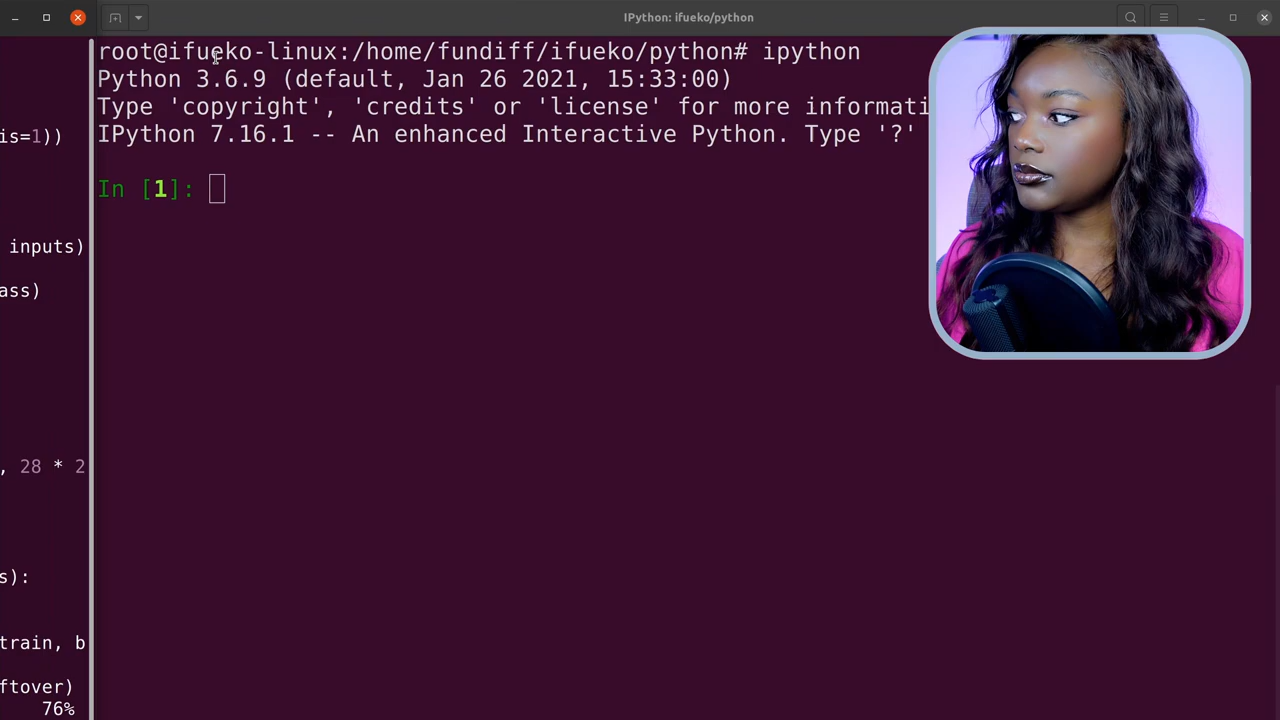 IPython: ifueko/python
root@ifueko-linux:/home/fundiff/ifueko/python# ipython
Python 3.6.9 (default, Jan 26 2021, 15:33:00)
Type 'copyright', 'credits' or 'license' for more informati
IPython 7.16.1 -- An enhanced Interactive Python. Type '?'
In [1]:
is=1))
inputs)
ass)
, 28 * 2
s):
train, b
ftover)
76%